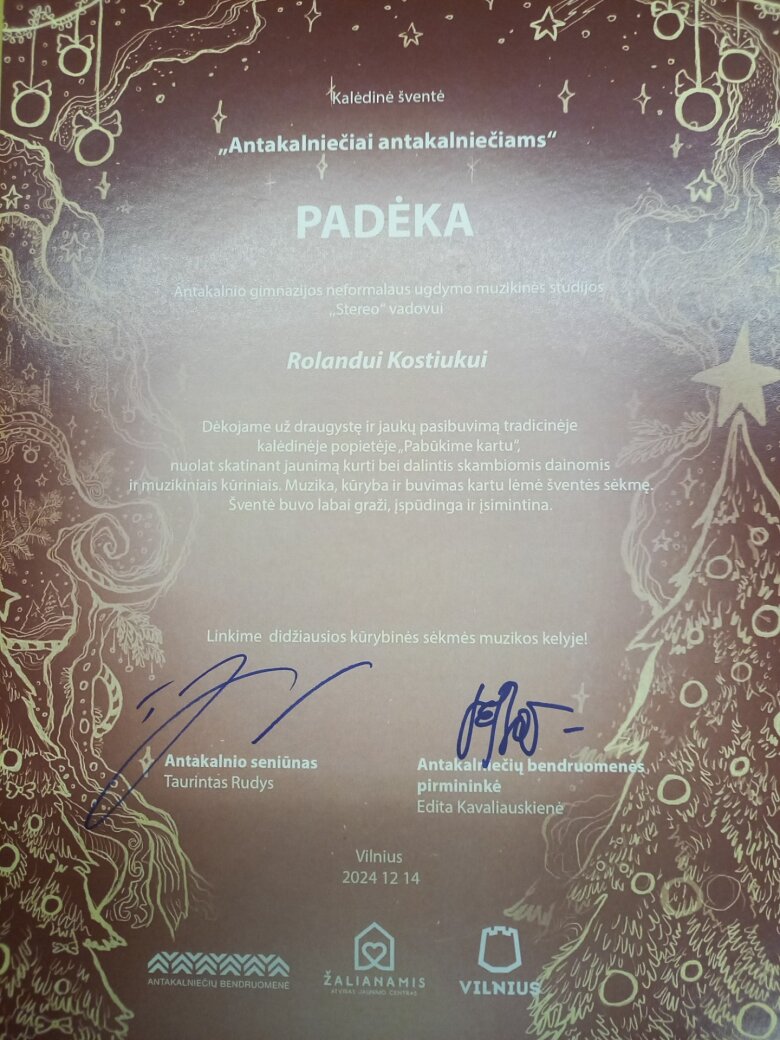 Kalėdinė šventė
„Antakalniečiai antakalniečiams“
PADĖKA
Antakalnio gimnazijos neformalaus ugdymo muzikinės studijos
„Stereo“ vadovui
Rolandui Kostiukui
Dėkojame už draugystę ir jaukų pasibuvimą tradicinėje
kalėdinėje popietėje „Pabūkime kartu“,
nuolat skatinant jaunimą kurti bei dalintis skambiomis dainomis
ir muzikiniais kūriniais. Muzika, kūryba ir buvimas kartu lėmė šventės sėkmę.
Šventė buvo labai graži, įspūdinga ir įsimintina.
Linkime didžiausios kūrybinės sėkmės muzikos kelyje!
Antakalnio seniūnas
Taurintas Rudys
Antakalniečių bendruomenės
pirmininkė
Edita Kavaliauskienė
Vilnius
2024 12 14
ANTAKALNIEČIŲ BENDRUOMENĖ
ŽALIANAMIS
ATVIRAS JAUNIMO CENTRAS
VILNIUS